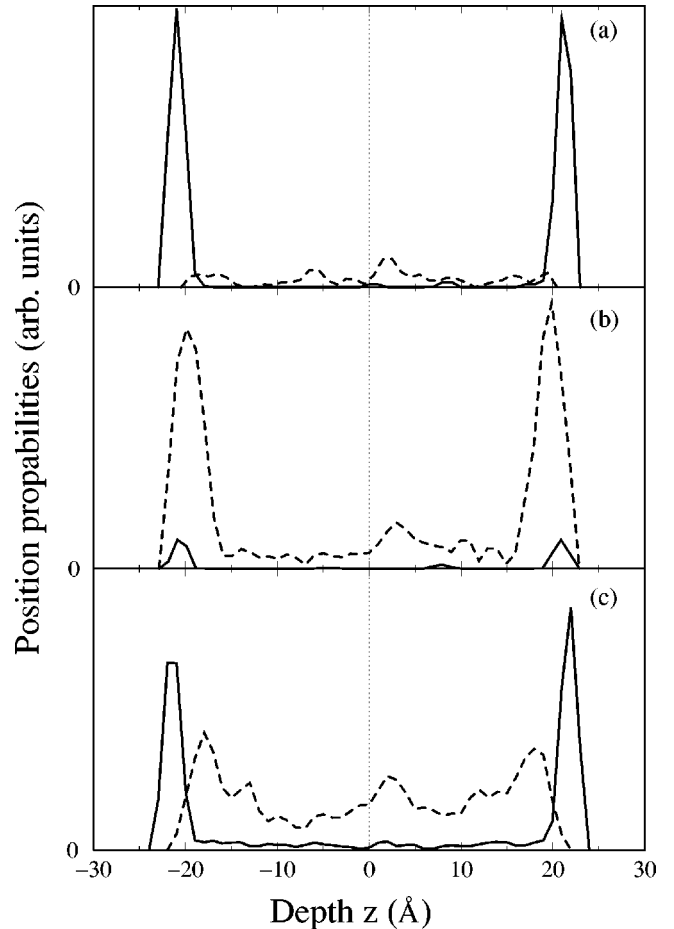 (a)
0
(b)
0
(c)
0
−30 −20 −10 0 10 20 30
Depth z (Å)
Position propabilities (arb. units)